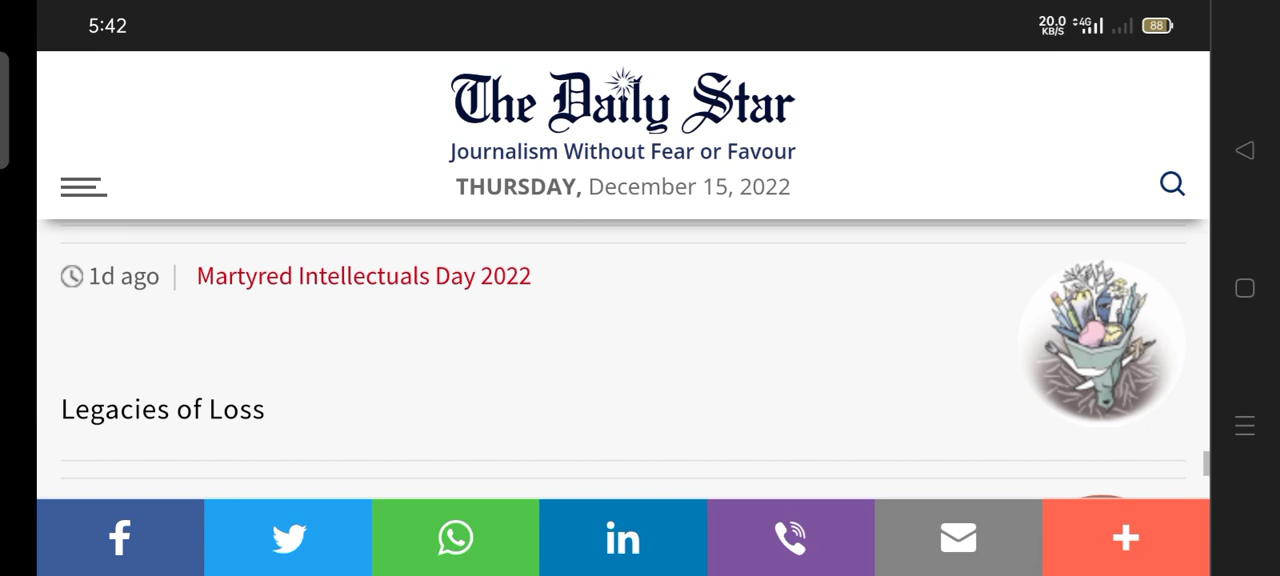 5:42
20.0
KB/S
4G
88
The Daily Star
Journalism Without Fear or Favour
THURSDAY, December 15, 2022
1d ago | Martyred Intellectuals Day 2022
Legacies of Loss
f
in
+